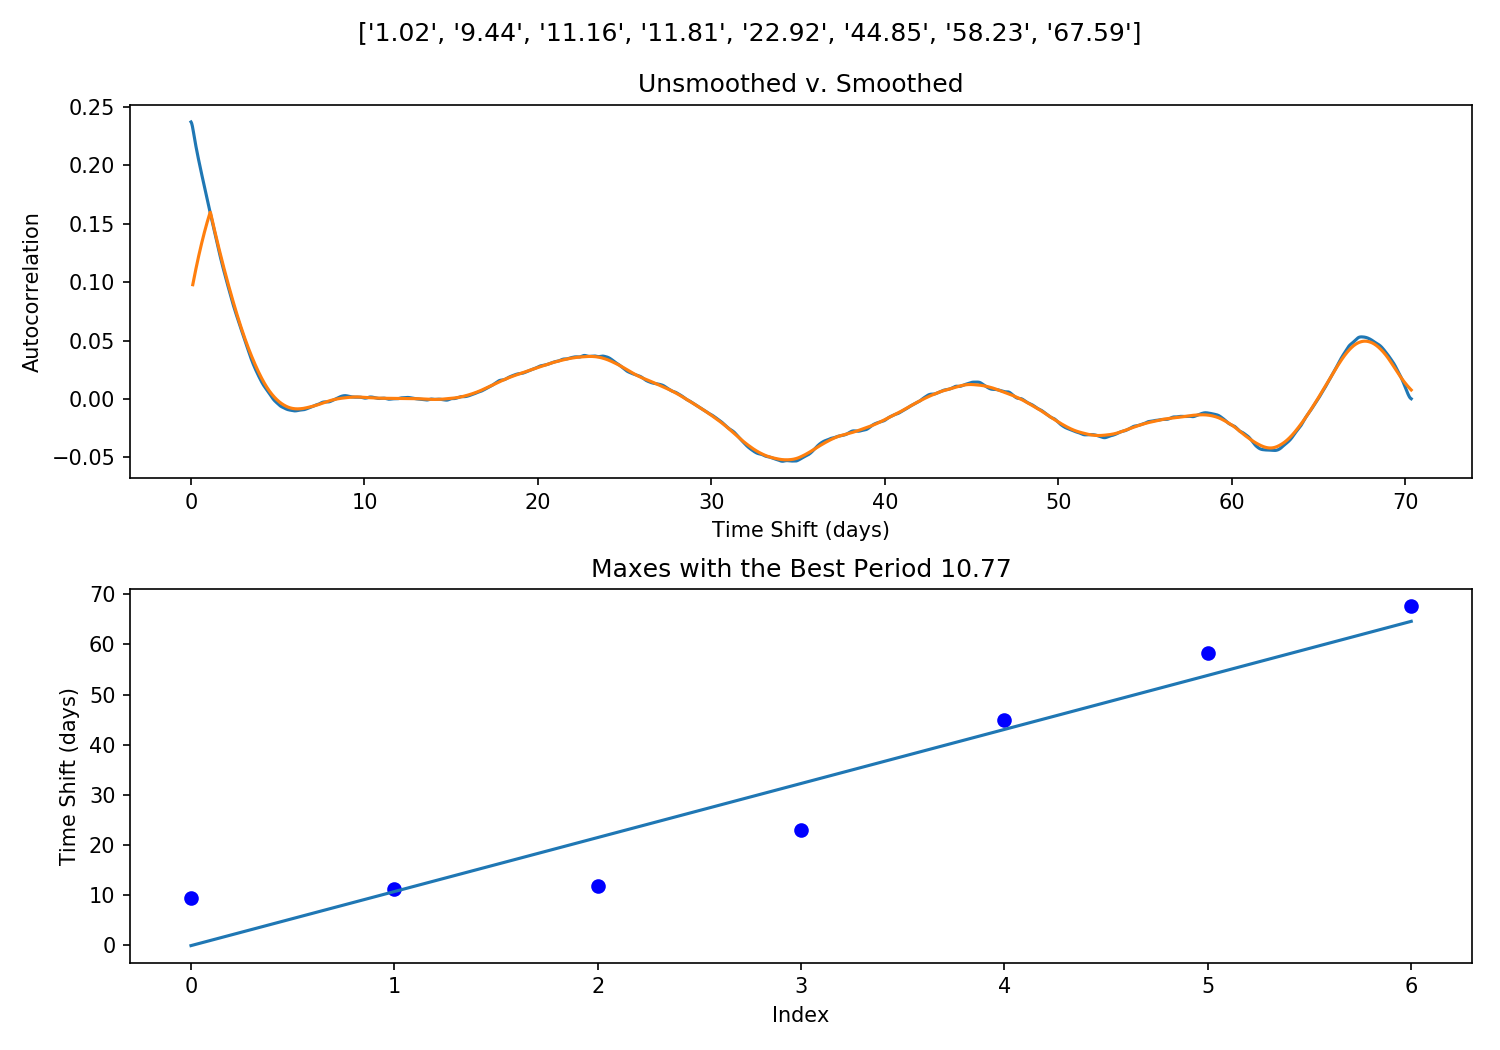 ['1.02', '9.44', '11.16', '11.81', '22.92', '44.85', '58.23', '67.59']
Unsmoothed v. Smoothed
Autocorrelation
0.25
0.20
0.15
0.10
0.05
0.00
−0.05
0 10 20 30 40 50 60 70
Time Shift (days)
Maxes with the Best Period 10.77
Time Shift (days)
70
60
50
40
30
20
10
0
0 1 2 3 4 5 6
Index